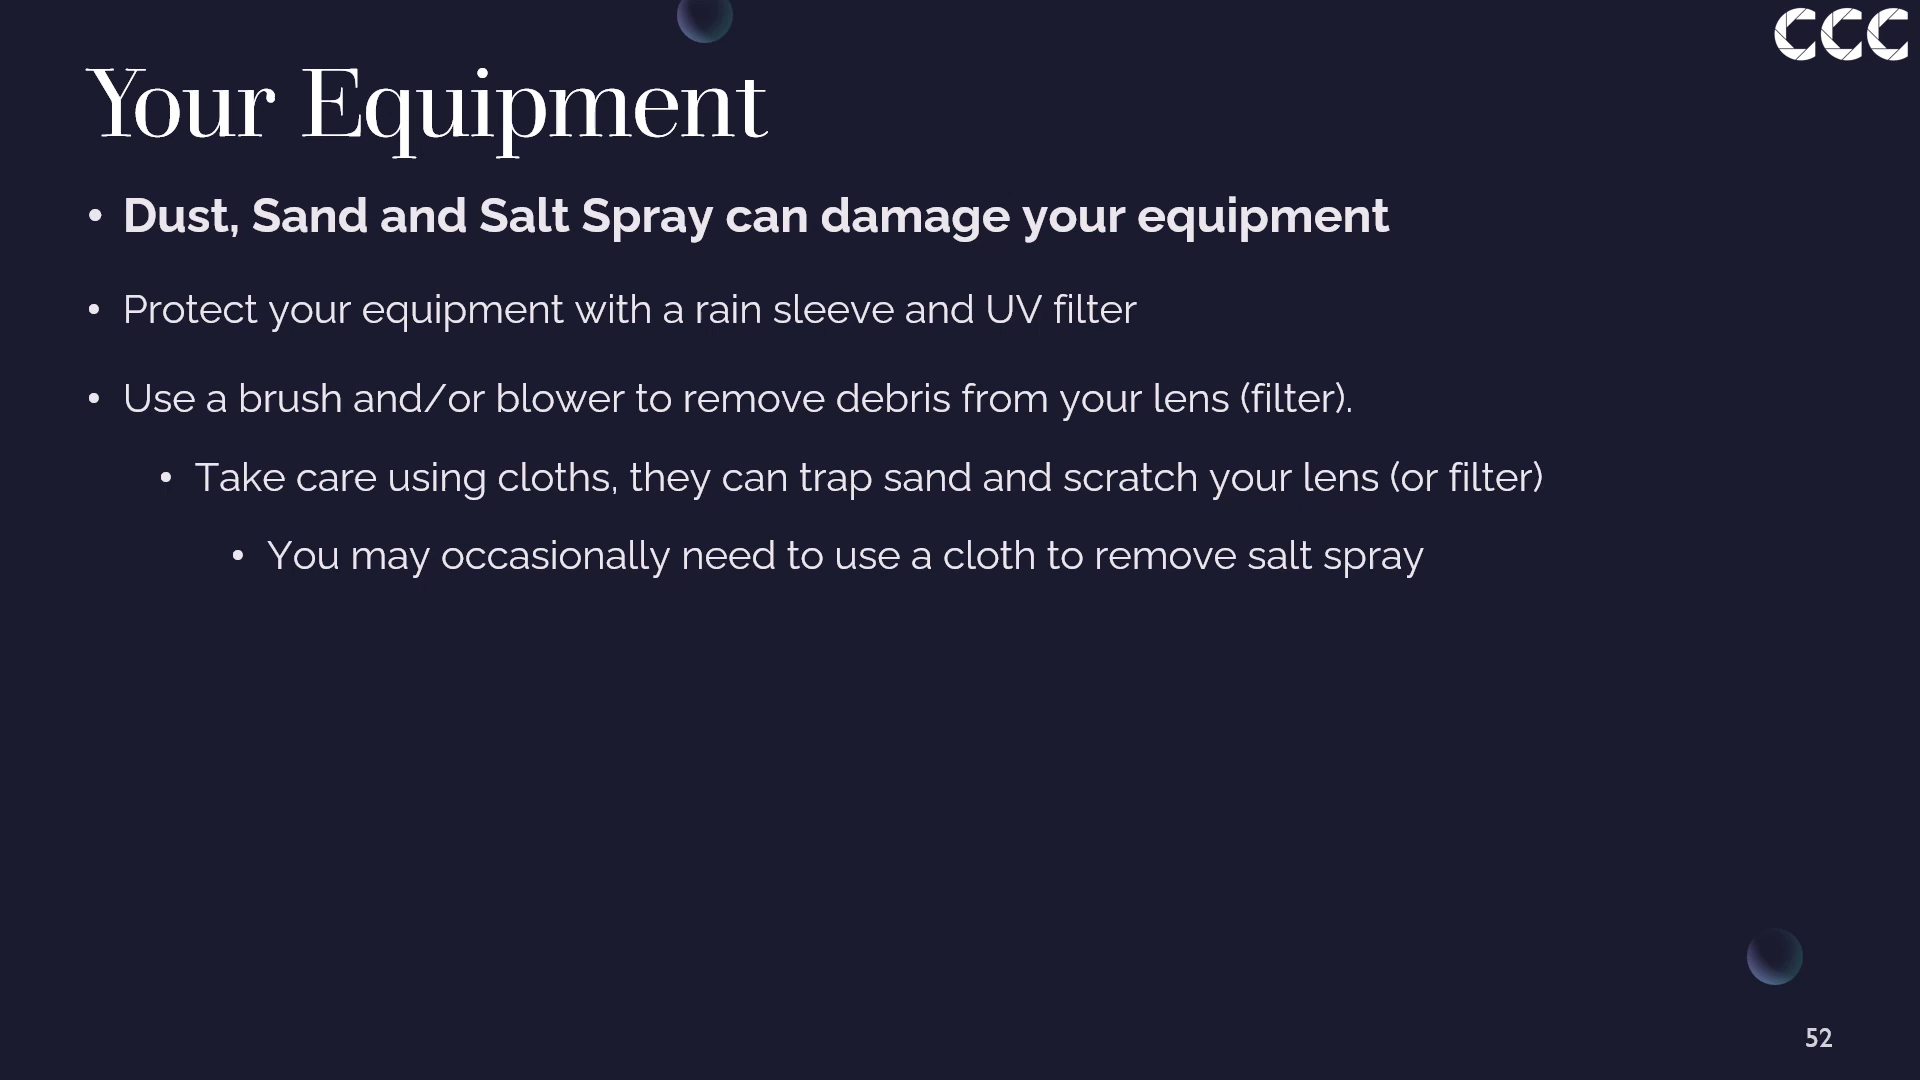 CCC
Your Equipment
• Dust, Sand and Salt Spray can damage your equipment
• Protect your equipment with a rain sleeve and UV filter
• Use a brush and/or blower to remove debris from your lens (filter).
• Take care using cloths, they can trap sand and scratch your lens (or filter)
• You may occasionally need to use a cloth to remove salt spray
52